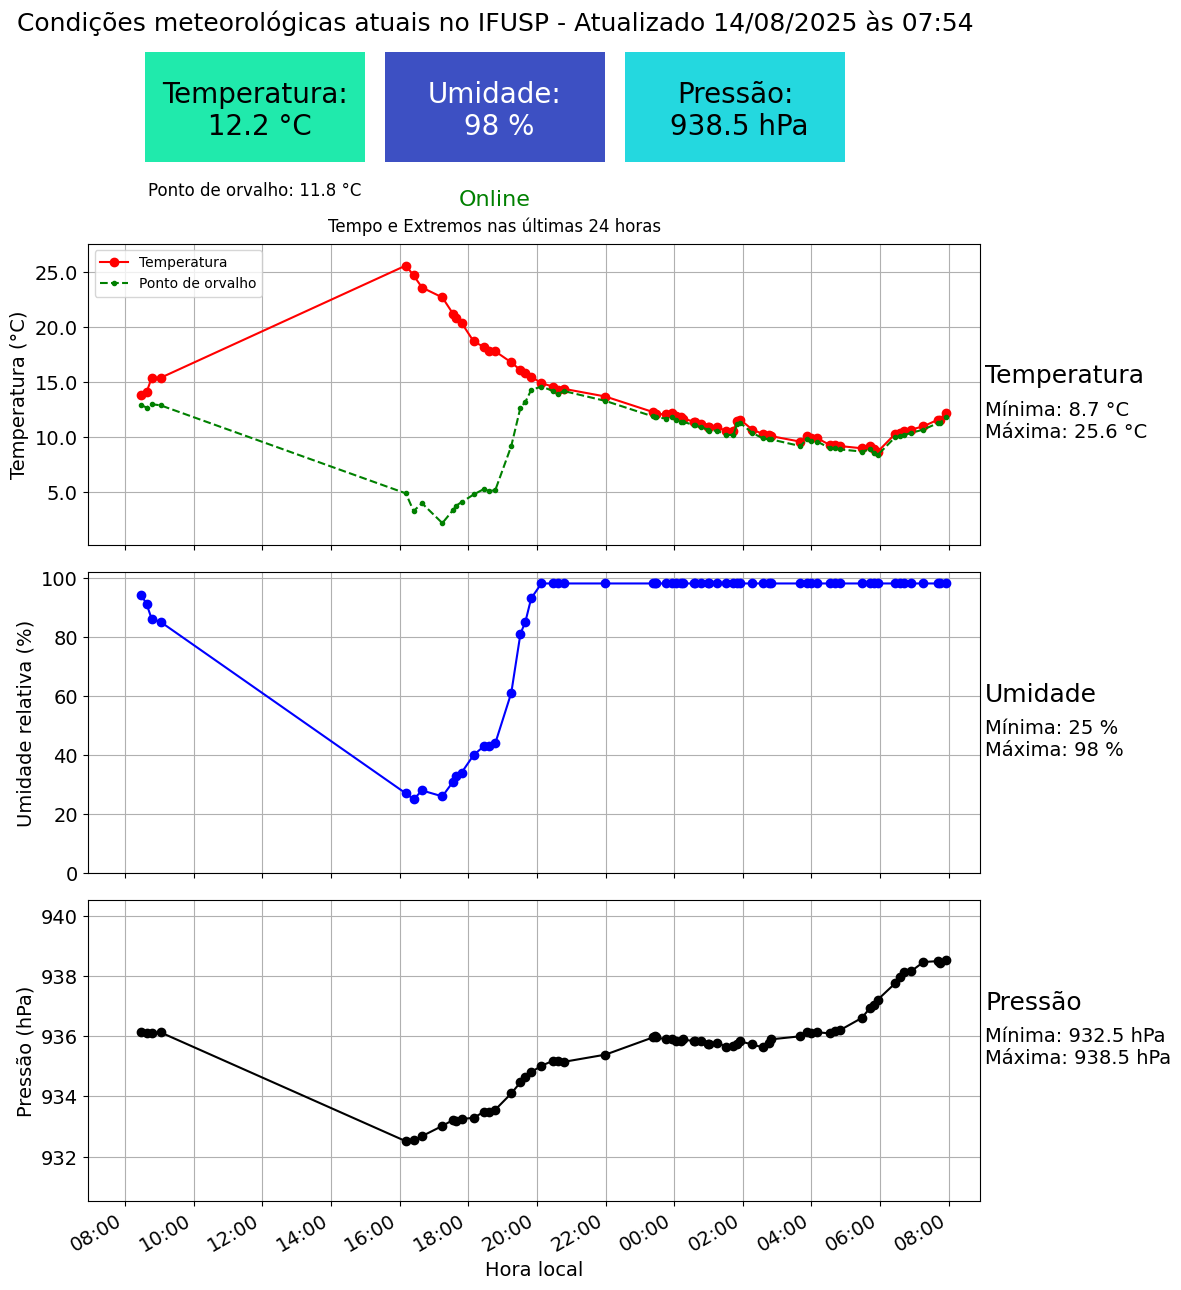 Condições meteorológicas atuais no IFUSP - Atualizado 14/08/2025 às 07:54
Temperatura:
12.2 °C
Umidade:
98 %
Pressão:
938.5 hPa
Ponto de orvalho: 11.8 °C
Online
Tempo e Extremos nas últimas 24 horas
Temperatura
Ponto de orvalho
Temperatura (°C)
25.0
20.0
15.0
10.0
5.0
Temperatura
Mínima: 8.7 °C
Máxima: 25.6 °C
Umidade relativa (%)
100
80
60
40
20
0
Umidade
Mínima: 25 %
Máxima: 98 %
Pressão (hPa)
940
938
936
934
932
Pressão
Mínima: 932.5 hPa
Máxima: 938.5 hPa
08:00
10:00
12:00
14:00
16:00
18:00
20:00
22:00
00:00
02:00
04:00
06:00
08:00
Hora local